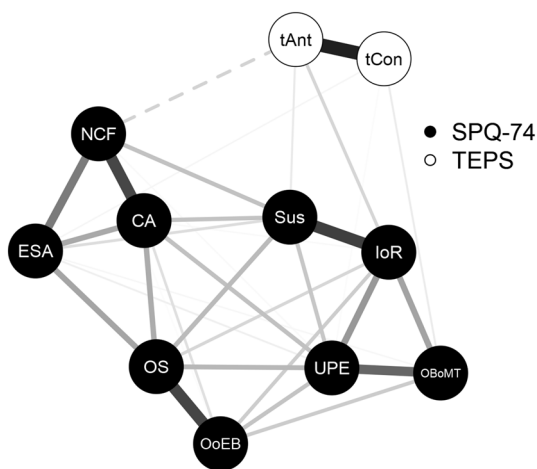 tAnt
tCon
NCF
SPQ-74
TEPS
CA
Sus
ESA
IoR
OS
UPE
OBoMT
OoEB